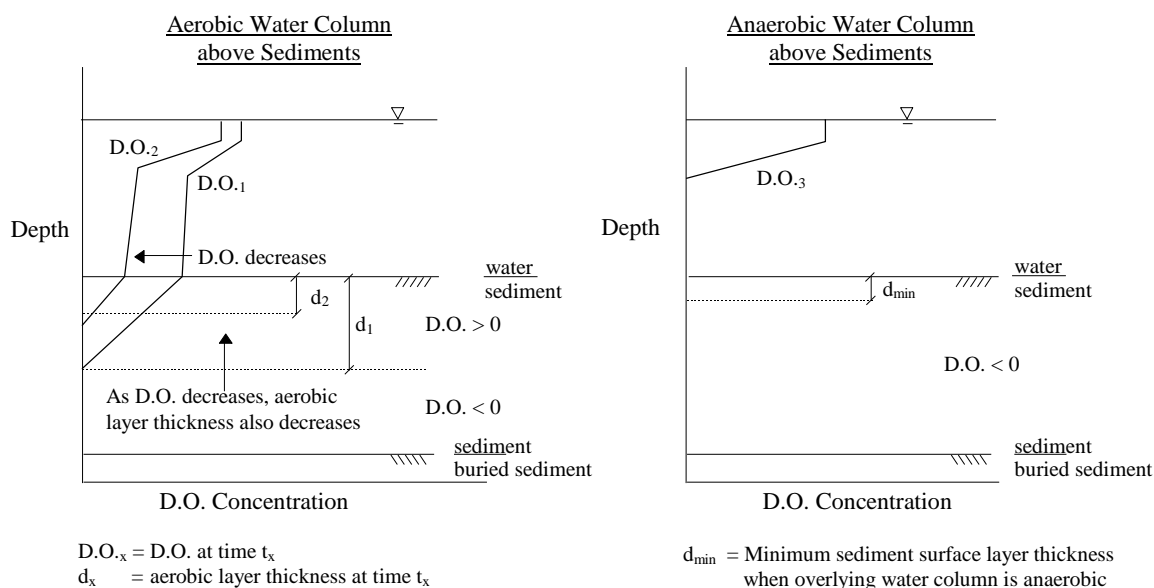 Aerobic Water Column
above Sediments
D.O.₂
D.O.₁
Depth
D.O. decreases
water
sediment
d₂
d₁
D.O. > 0
As D.O. decreases, aerobic
layer thickness also decreases
D.O. < 0
sediment
buried sediment
D.O. Concentration
D.O.ₓ = D.O. at time tₓ
dₓ = aerobic layer thickness at time tₓ
Anaerobic Water Column
above Sediments
D.O.₃
Depth
water
sediment
dmin
D.O. < 0
sediment
buried sediment
D.O. Concentration
dmin = Minimum sediment surface layer thickness
when overlying water column is anaerobic